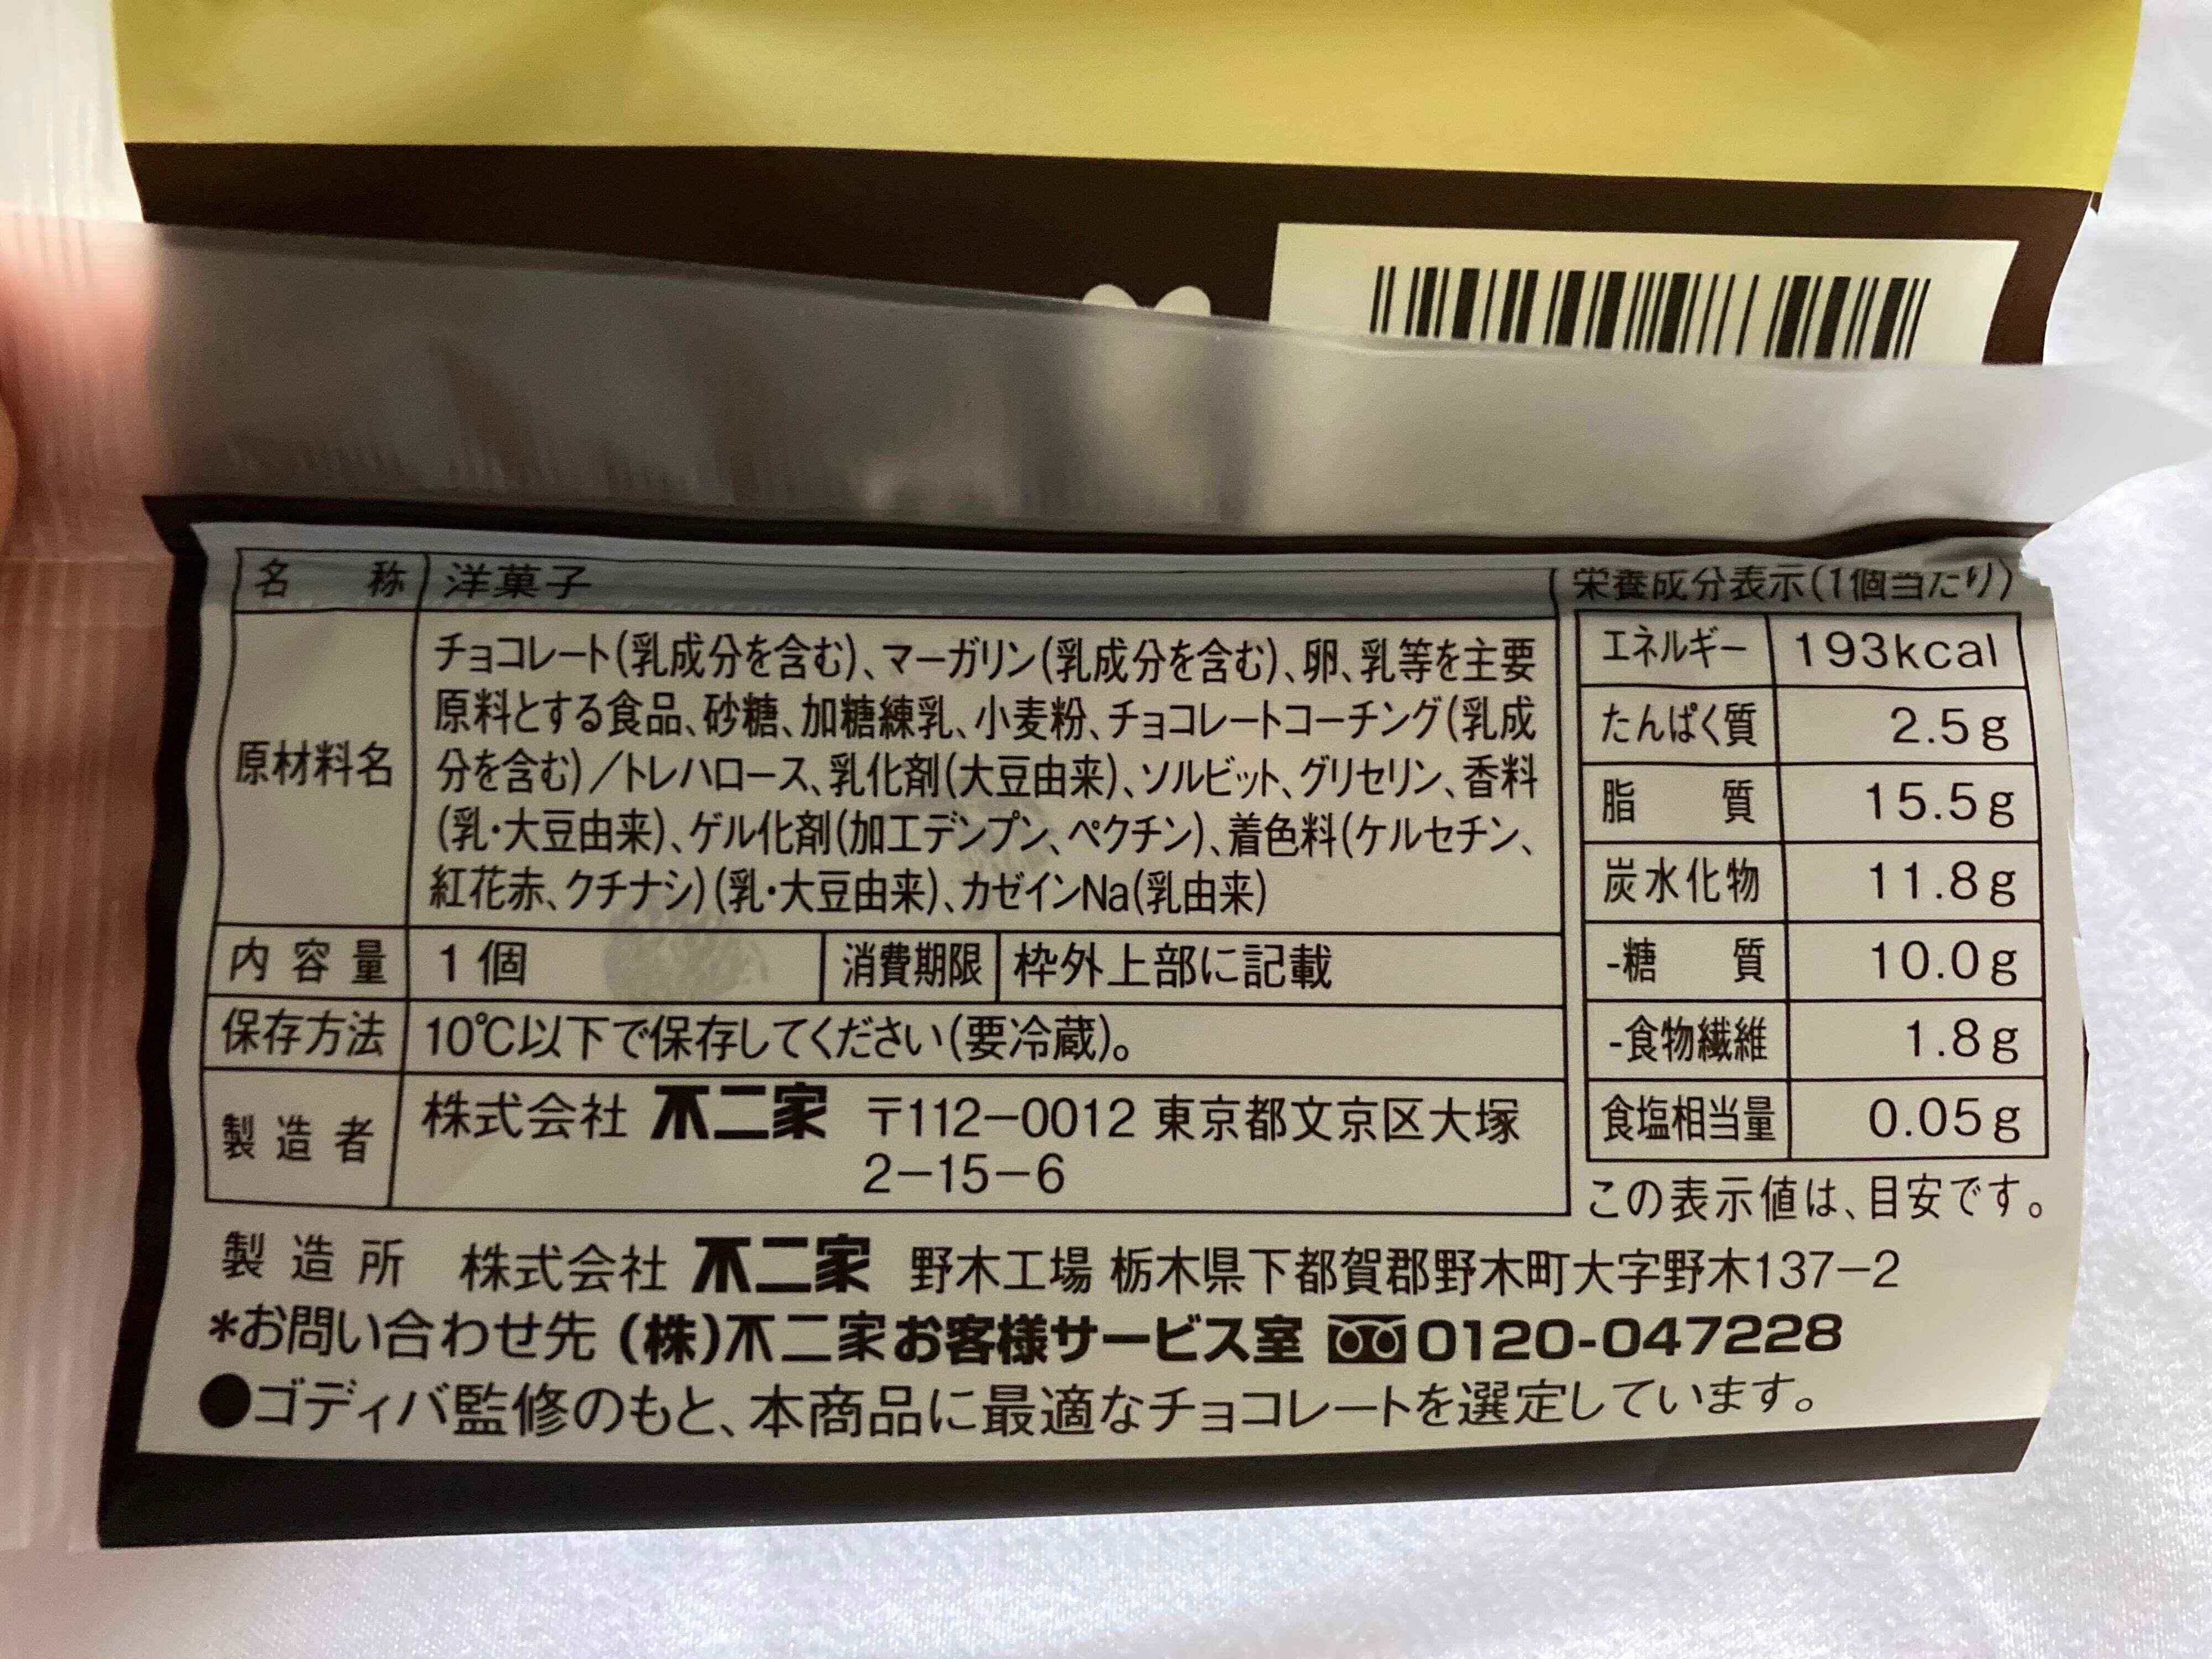 名称 洋菓子
原材料名
チョコレート(乳成分を含む)、マーガリン(乳成分を含む)、卵、乳等を主要
原料とする食品、砂糖、加糖練乳、小麦粉、チョコレートコーチング(乳成
分を含む)/トレハロース、乳化剤(大豆由来)、ソルビット、グリセリン、香料
(乳・大豆由来)、ゲル化剤(加工デンプン、ペクチン)、着色料(ケルセチン、
紅花赤、クチナシ)(乳・大豆由来)、カゼインNa(乳由来)
内容量 1個 消費期限 枠外上部に記載
保存方法 10℃以下で保存してください(要冷蔵)。
製造者 株式会社 不二家 〒112-0012 東京都文京区大塚
2-15-6
栄養成分表示(1個当たり)
エネルギー 193kcal
たんぱく質 2.5g
脂質 15.5g
炭水化物 11.8g
-糖質 10.0g
-食物繊維 1.8g
食塩相当量 0.05g
この表示値は、目安です。
製造所 株式会社 不二家 野木工場 栃木県下都賀郡野木町大字野木137-2
*お問い合わせ先 (株)不二家お客様サービス室 0120-047228
●ゴディバ監修のもと、本商品に最適なチョコレートを選定しています。